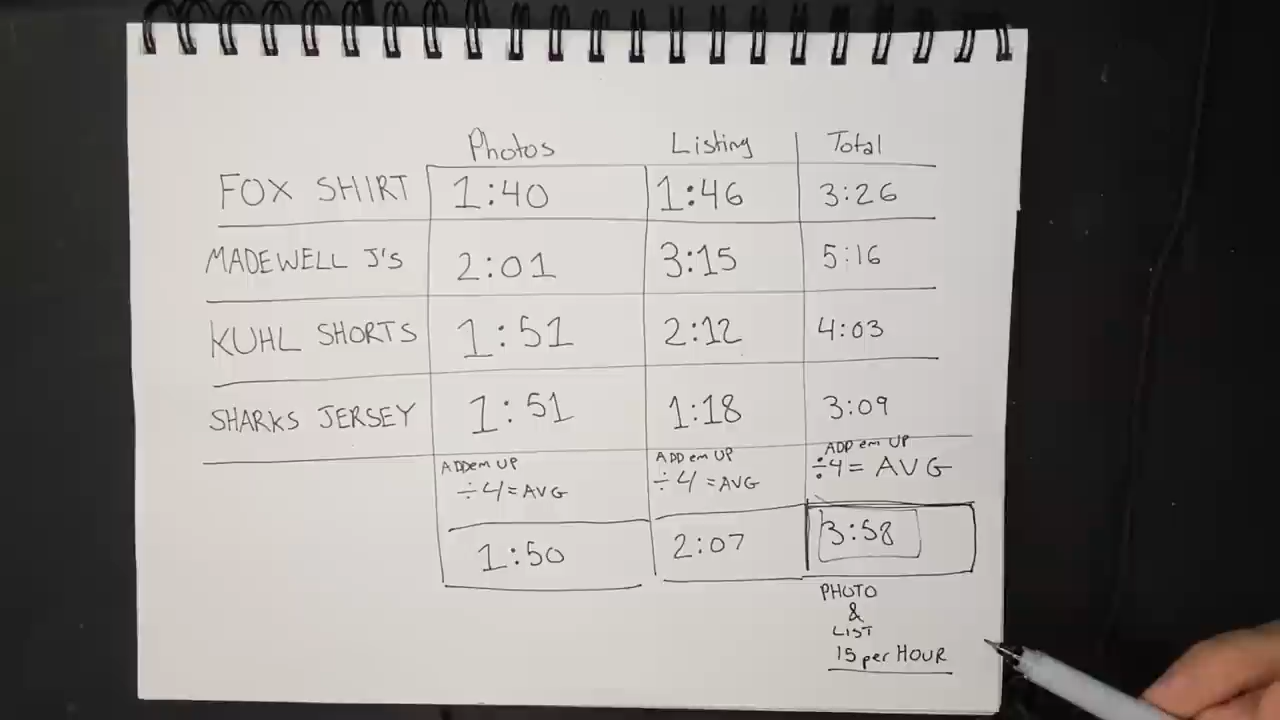 Photos Listing Total
FOX SHIRT 1:40 1:46 3:26
MADEWELL J's 2:01 3:15 5:16
KUHL SHORTS 1:51 2:12 4:03
SHARKS JERSEY 1:51 1:18 3:09
ADD em UP ADD em UP ADD em UP
÷4=AVG ÷4=AVG ÷4=AVG
1:50 2:07 3:58
PHOTO
&
LIST
15 per HOUR